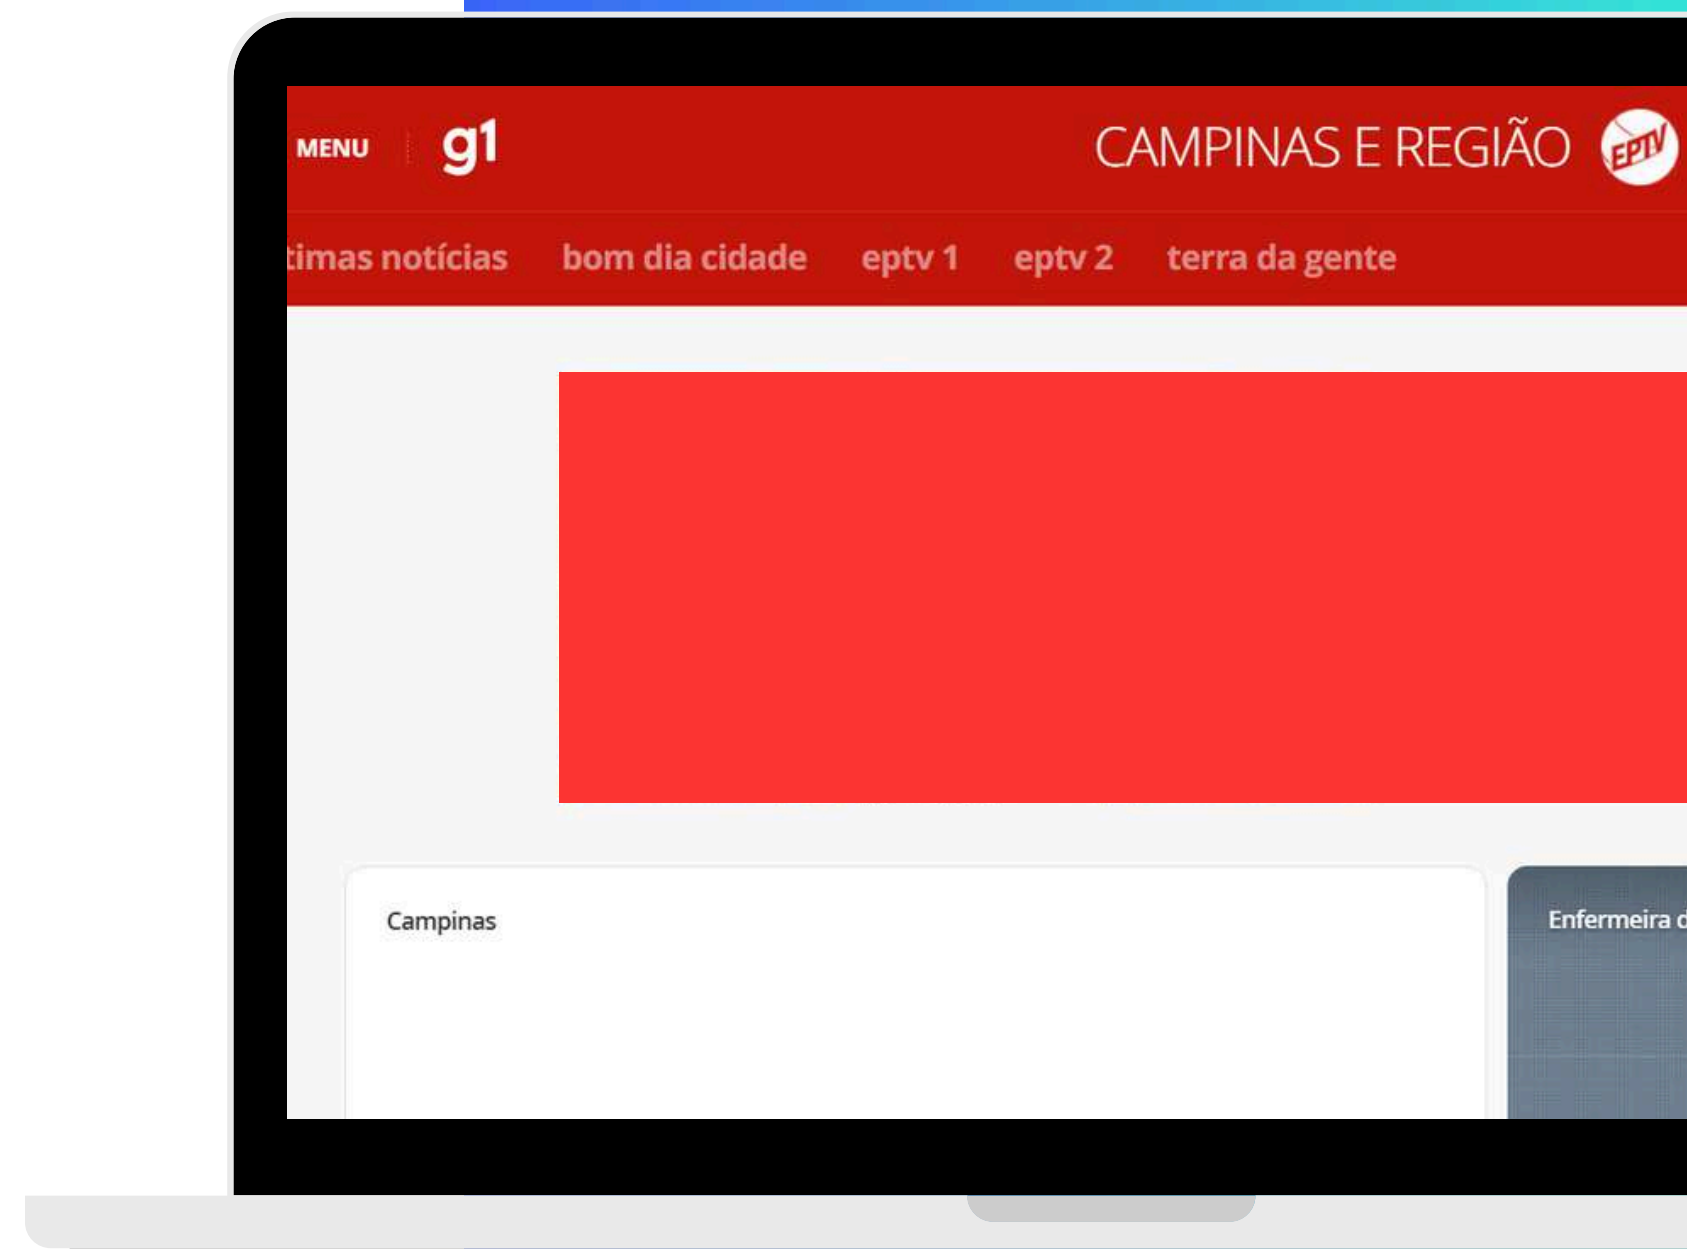 MENU g1 CAMPINAS E REGIÃO EPTV
timas notícias bom dia cidade eptv 1 eptv 2 terra da gente
Campinas
Enfermeira d